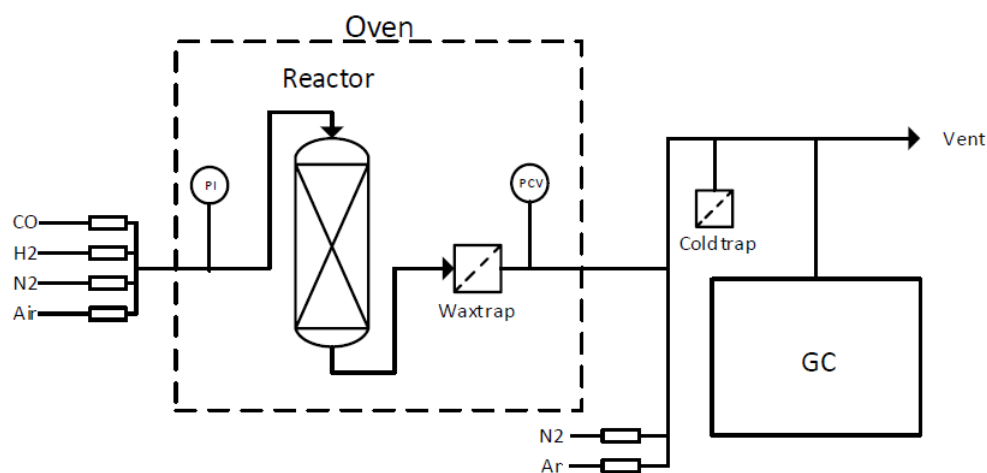 Oven
Reactor
Vent
PI
PCV
CO
H2
N2
Air
Coldtrap
Waxtrap
GC
N2
Ar